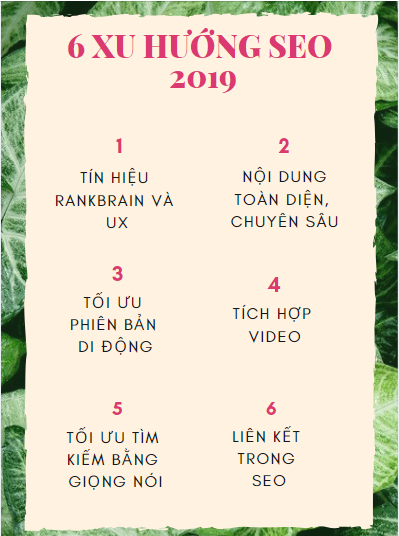 6 XU HƯỚNG SEO
2019
1
TÍN HIỆU
RANKBRAIN VÀ
UX
2
NỘI DUNG
TOÀN DIỆN,
CHUYÊN SÂU
3
TỐI ƯU
PHIÊN BẢN
DI ĐỘNG
4
TÍCH HỢP
VIDEO
5
TỐI ƯU TÌM
KIẾM BẰNG
GIỌNG NÓI
6
LIÊN KẾT
TRONG
SEO